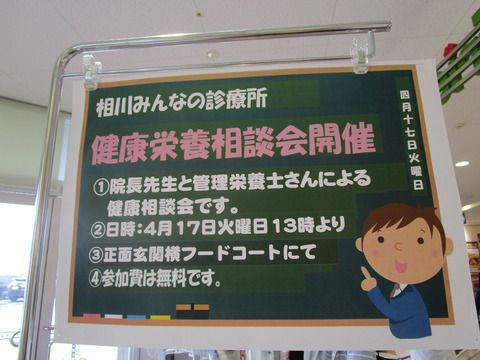 四月十七日火曜日
相川みんなの診療所
健康栄養相談会開催
①院長先生と管理栄養士さんによる
健康相談会です。
②日時：4月17日火曜日13時より
③正面玄関横フードコートにて
④参加費は無料です。